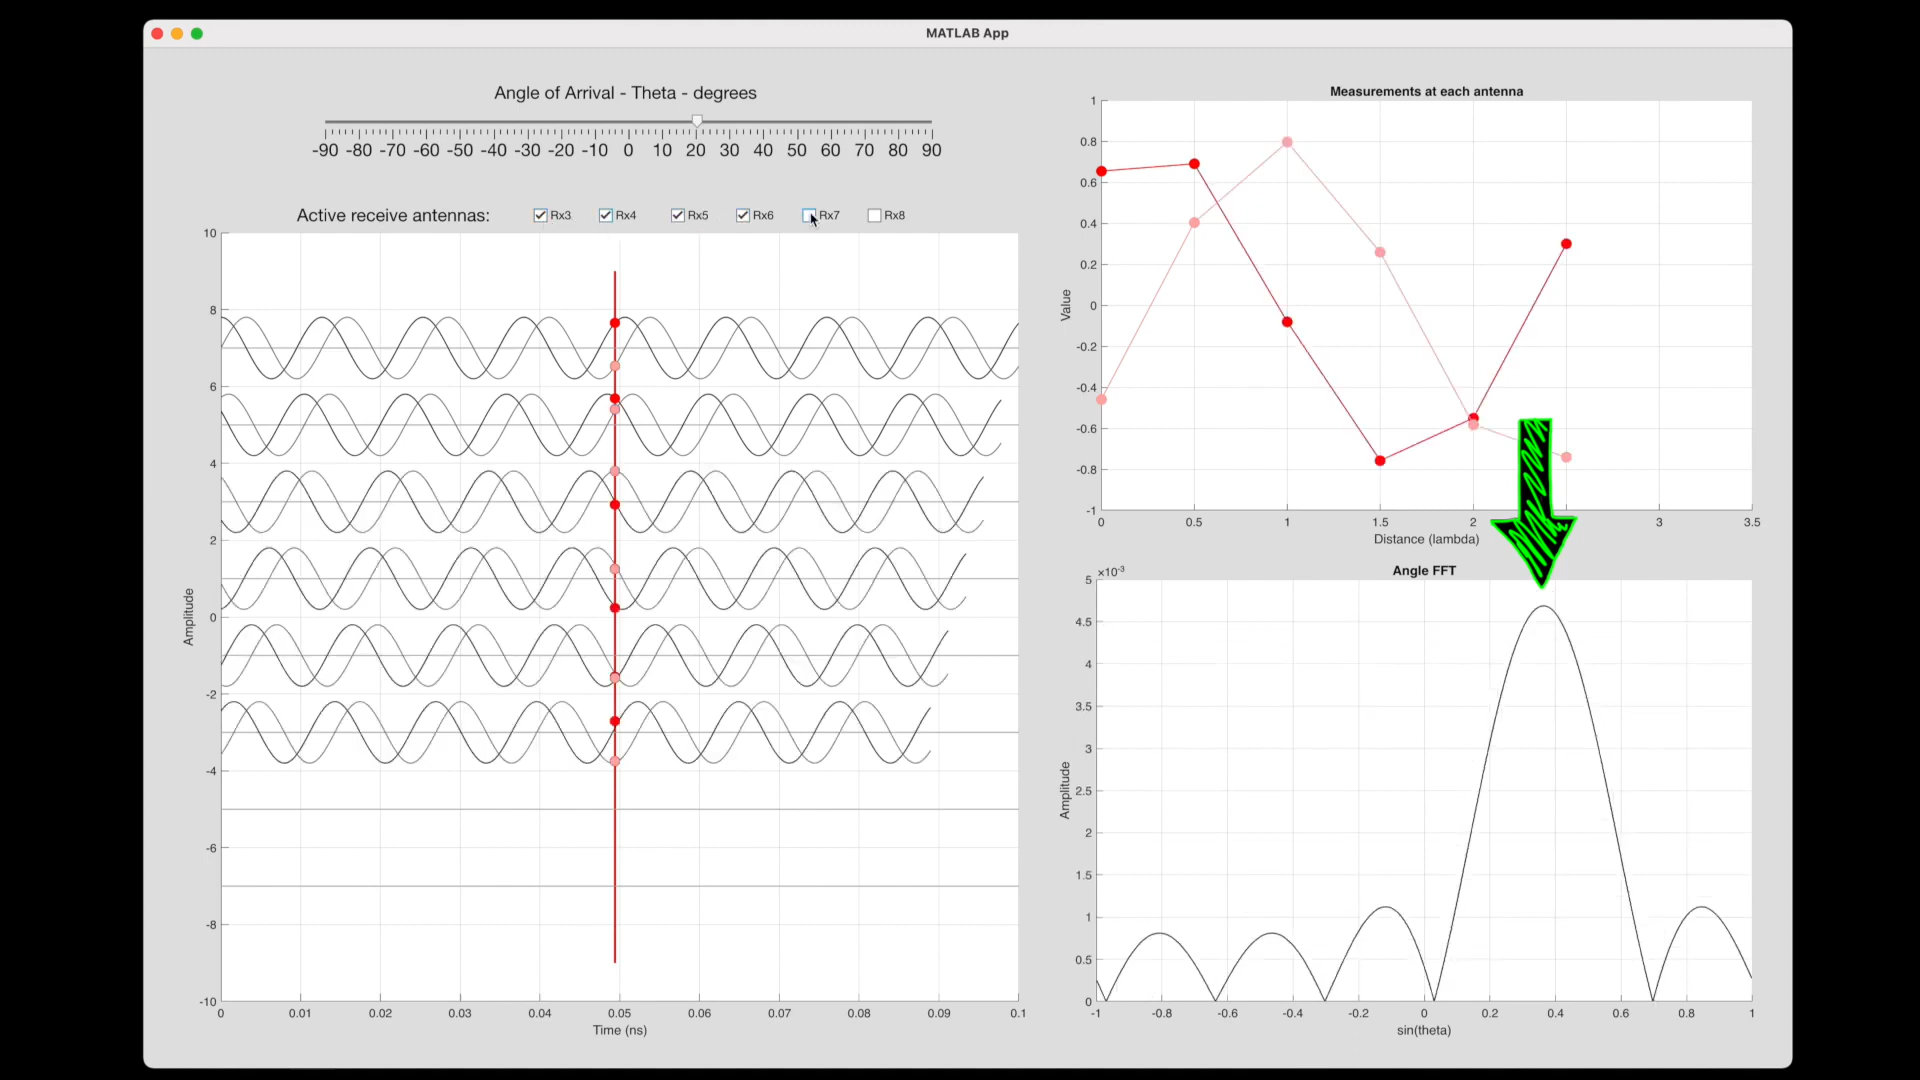 MATLAB App
Angle of Arrival - Theta - degrees
-90 -80 -70 -60 -50 -40 -30 -20 -10 0 10 20 30 40 50 60 70 80 90
Active receive antennas: Rx3 Rx4 Rx5 Rx6 Rx7 Rx8
10
8
6
4
2
0
-2
-4
-6
-8
-10
Amplitude
0 0.01 0.02 0.03 0.04 0.05 0.06 0.07 0.08 0.09 0.1
Time (ns)
Measurements at each antenna
1
0.8
0.6
0.4
0.2
0
-0.2
-0.4
-0.6
-0.8
-1
Value
0 0.5 1 1.5 2 3 3.5
Distance (lambda)
Angle FFT
×10-3
5
4.5
4
3.5
3
2.5
2
1.5
1
0.5
0
Amplitude
-1 -0.8 -0.6 -0.4 -0.2 0 0.2 0.4 0.6 0.8 1
sin(theta)